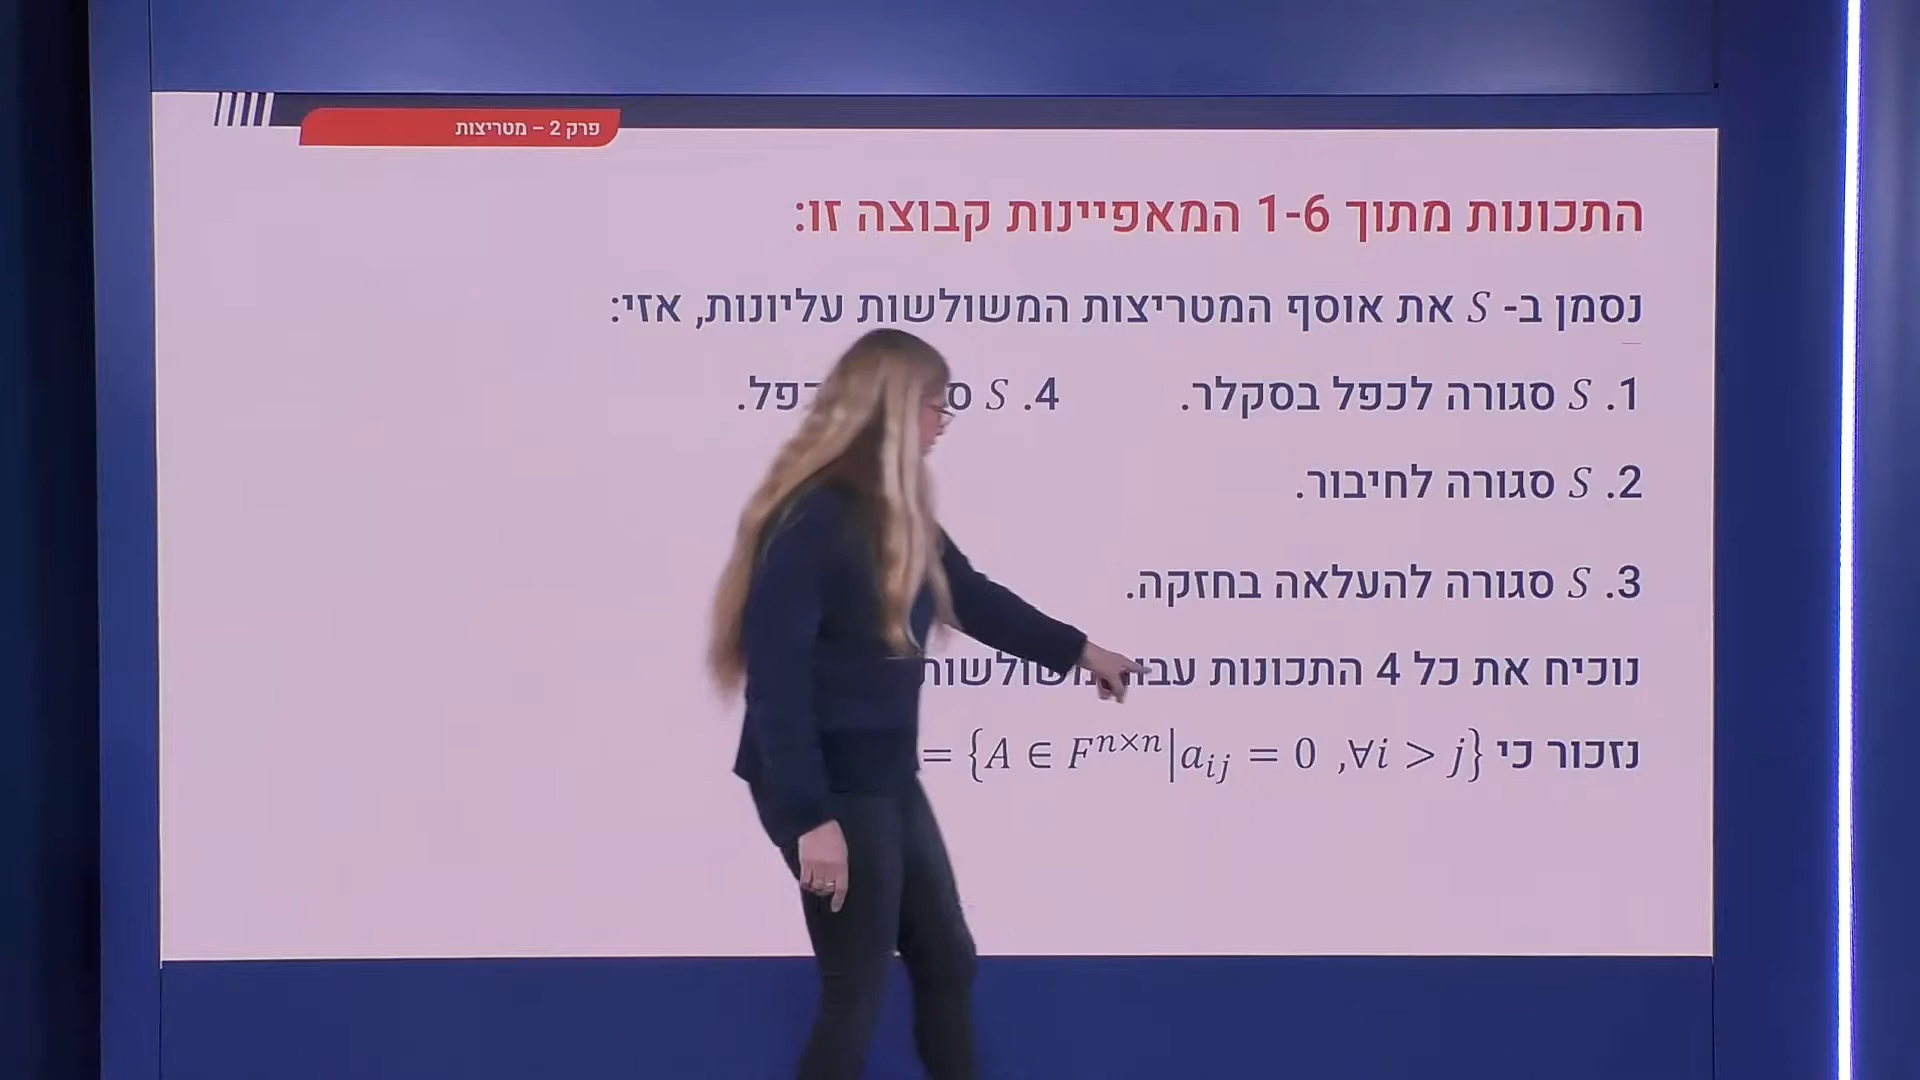 פרק 2 – מטריצות
התכונות מתוך 1-6 המאפיינות קבוצה זו:
נסמן ב- S את אוסף המטריצות המשולשות עליונות, אזי:
1. S סגורה לכפל בסקלר.
4. S
2. S סגורה לחיבור.
3. S סגורה להעלאה בחזקה.
נוכיח את כל 4 התכונות
נזכור כי = {A ∈ F^{n×n}|a_{ij} = 0 ,∀i > j}